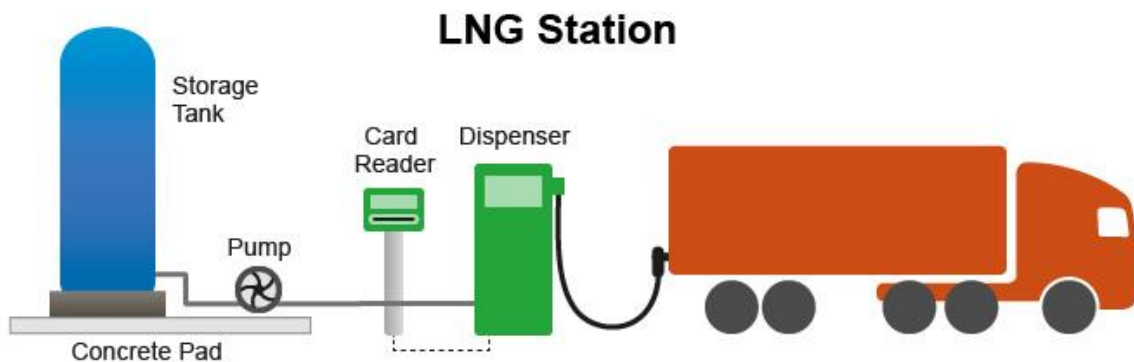 LNG Station
Storage
Tank
Card
Reader
Dispenser
Pump
Concrete Pad